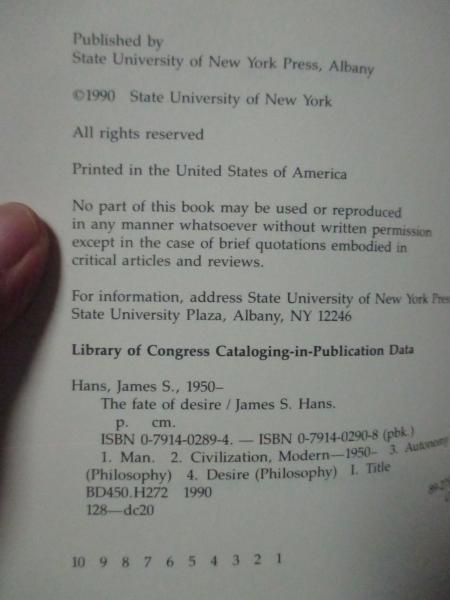 Published by
State University of New York Press, Albany
©1990 State University of New York
All rights reserved
Printed in the United States of America
No part of this book may be used or reproduced
in any manner whatsoever without written permission
except in the case of brief quotations embodied in
critical articles and reviews.
For information, address State University of New York Press
State University Plaza, Albany, NY 12246
Library of Congress Cataloging-in-Publication Data
Hans, James S., 1950–
The fate of desire / James S. Hans.
p. cm.
ISBN 0-7914-0289-4. — ISBN 0-7914-0290-8 (pbk.)
1. Man. 2. Civilization, Modern—1950– 3. Autonomy
(Philosophy) 4. Desire (Philosophy) I. Title
BD450.H272 1990
128—dc20
10 9 8 7 6 5 4 3 2 1